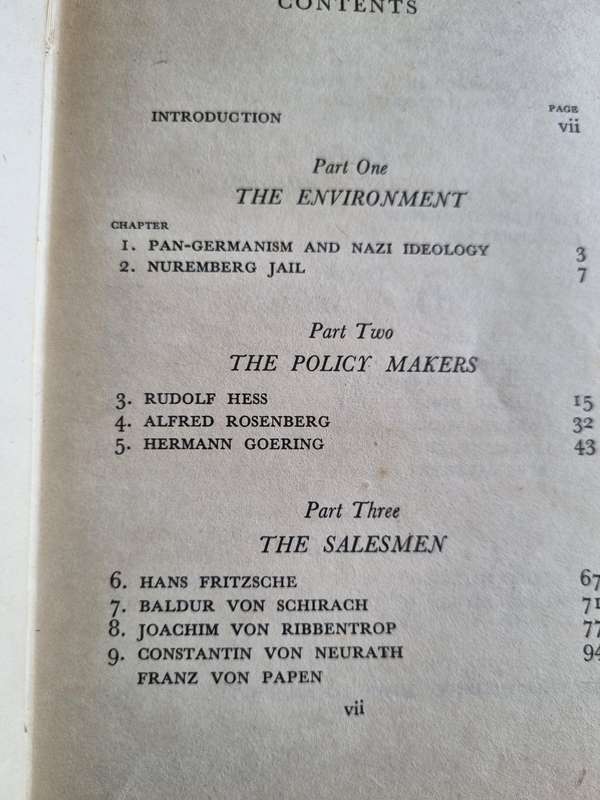 CONTENTS
PAGE
INTRODUCTION vii
Part One
THE ENVIRONMENT
CHAPTER
1. PAN-GERMANISM AND NAZI IDEOLOGY 3
2. NUREMBERG JAIL 7
Part Two
THE POLICY MAKERS
3. RUDOLF HESS 15
4. ALFRED ROSENBERG 32
5. HERMANN GOERING 43
Part Three
THE SALESMEN
6. HANS FRITZSCHE 67
7. BALDUR VON SCHIRACH 71
8. JOACHIM VON RIBBENTROP 77
9. CONSTANTIN VON NEURATH 94
FRANZ VON PAPEN
vii